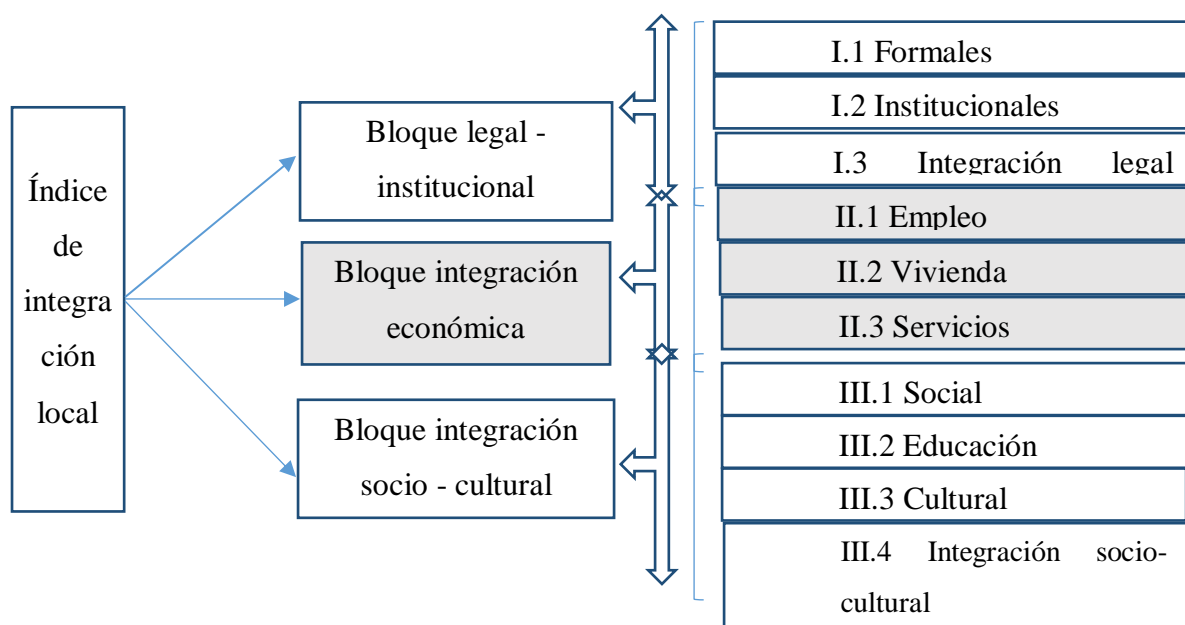 Índice
de
integra
ción
local
Bloque legal -
institucional
Bloque integración
económica
Bloque integración
socio - cultural
I.1 Formales
I.2 Institucionales
I.3 Integración legal
II.1 Empleo
II.2 Vivienda
II.3 Servicios
III.1 Social
III.2 Educación
III.3 Cultural
III.4 Integración socio-
cultural